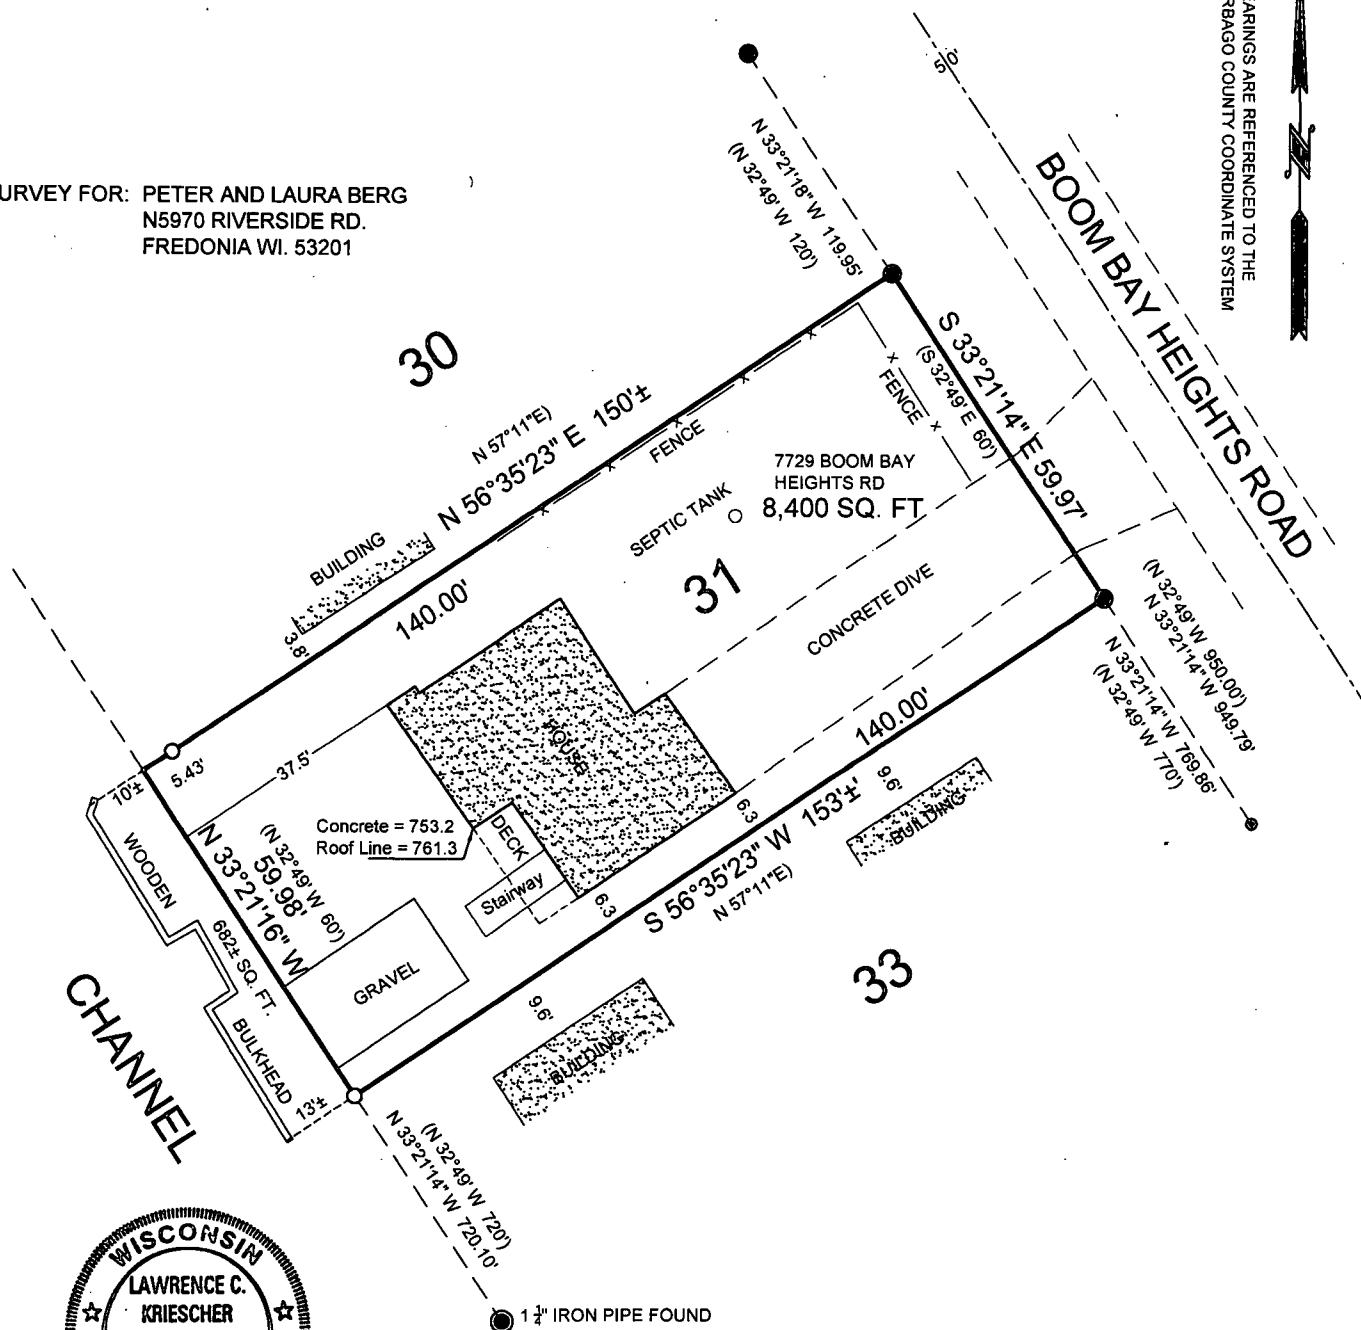 URVEY FOR: PETER AND LAURA BERG
N5970 RIVERSIDE RD.
FREDONIA WI. 53201
EARINGS ARE REFERENCED TO THE
RBAGO COUNTY COORDINATE SYSTEM
N
50'
BOOM BAY HEIGHTS ROAD
N 33°21'18" W 119.95'
(N 32°49' W 120')
30
N 57°11"E)
N 56°35'23" E 150'±
FENCE
FENCE
S 33°21'14" E 59.97'
(S 32°49' E 60')
7729 BOOM BAY
HEIGHTS RD
8,400 SQ. FT
SEPTIC TANK
31
CONCRETE DIVE
BUILDING
3.8'
140.00'
(N 32°49' W 950.00')
N 33°21'14" W 949.79'
N 33°21'14" W 769.86'
(N 32°49' W 770')
140.00'
HOUSE
37.5'
5.43'
10'±
Concrete = 753.2
Roof Line = 761.3
DECK
Stairway
6.3
6.3
9.6'
BUILDING
S 56°35'23" W 153'±'
N 57°11"E)
33
WOODEN
(N 32°49' W 60')
59.98'
N 33°21'16" W
682± SQ. FT.
GRAVEL
BULKHEAD
13'±
CHANNEL
9.6'
BUILDING
(N 32°49' W 720')
N 33°21'14" W 720.10'
1 1/4" IRON PIPE FOUND
WISCONSIN
LAWRENCE C.
KRIESCHER